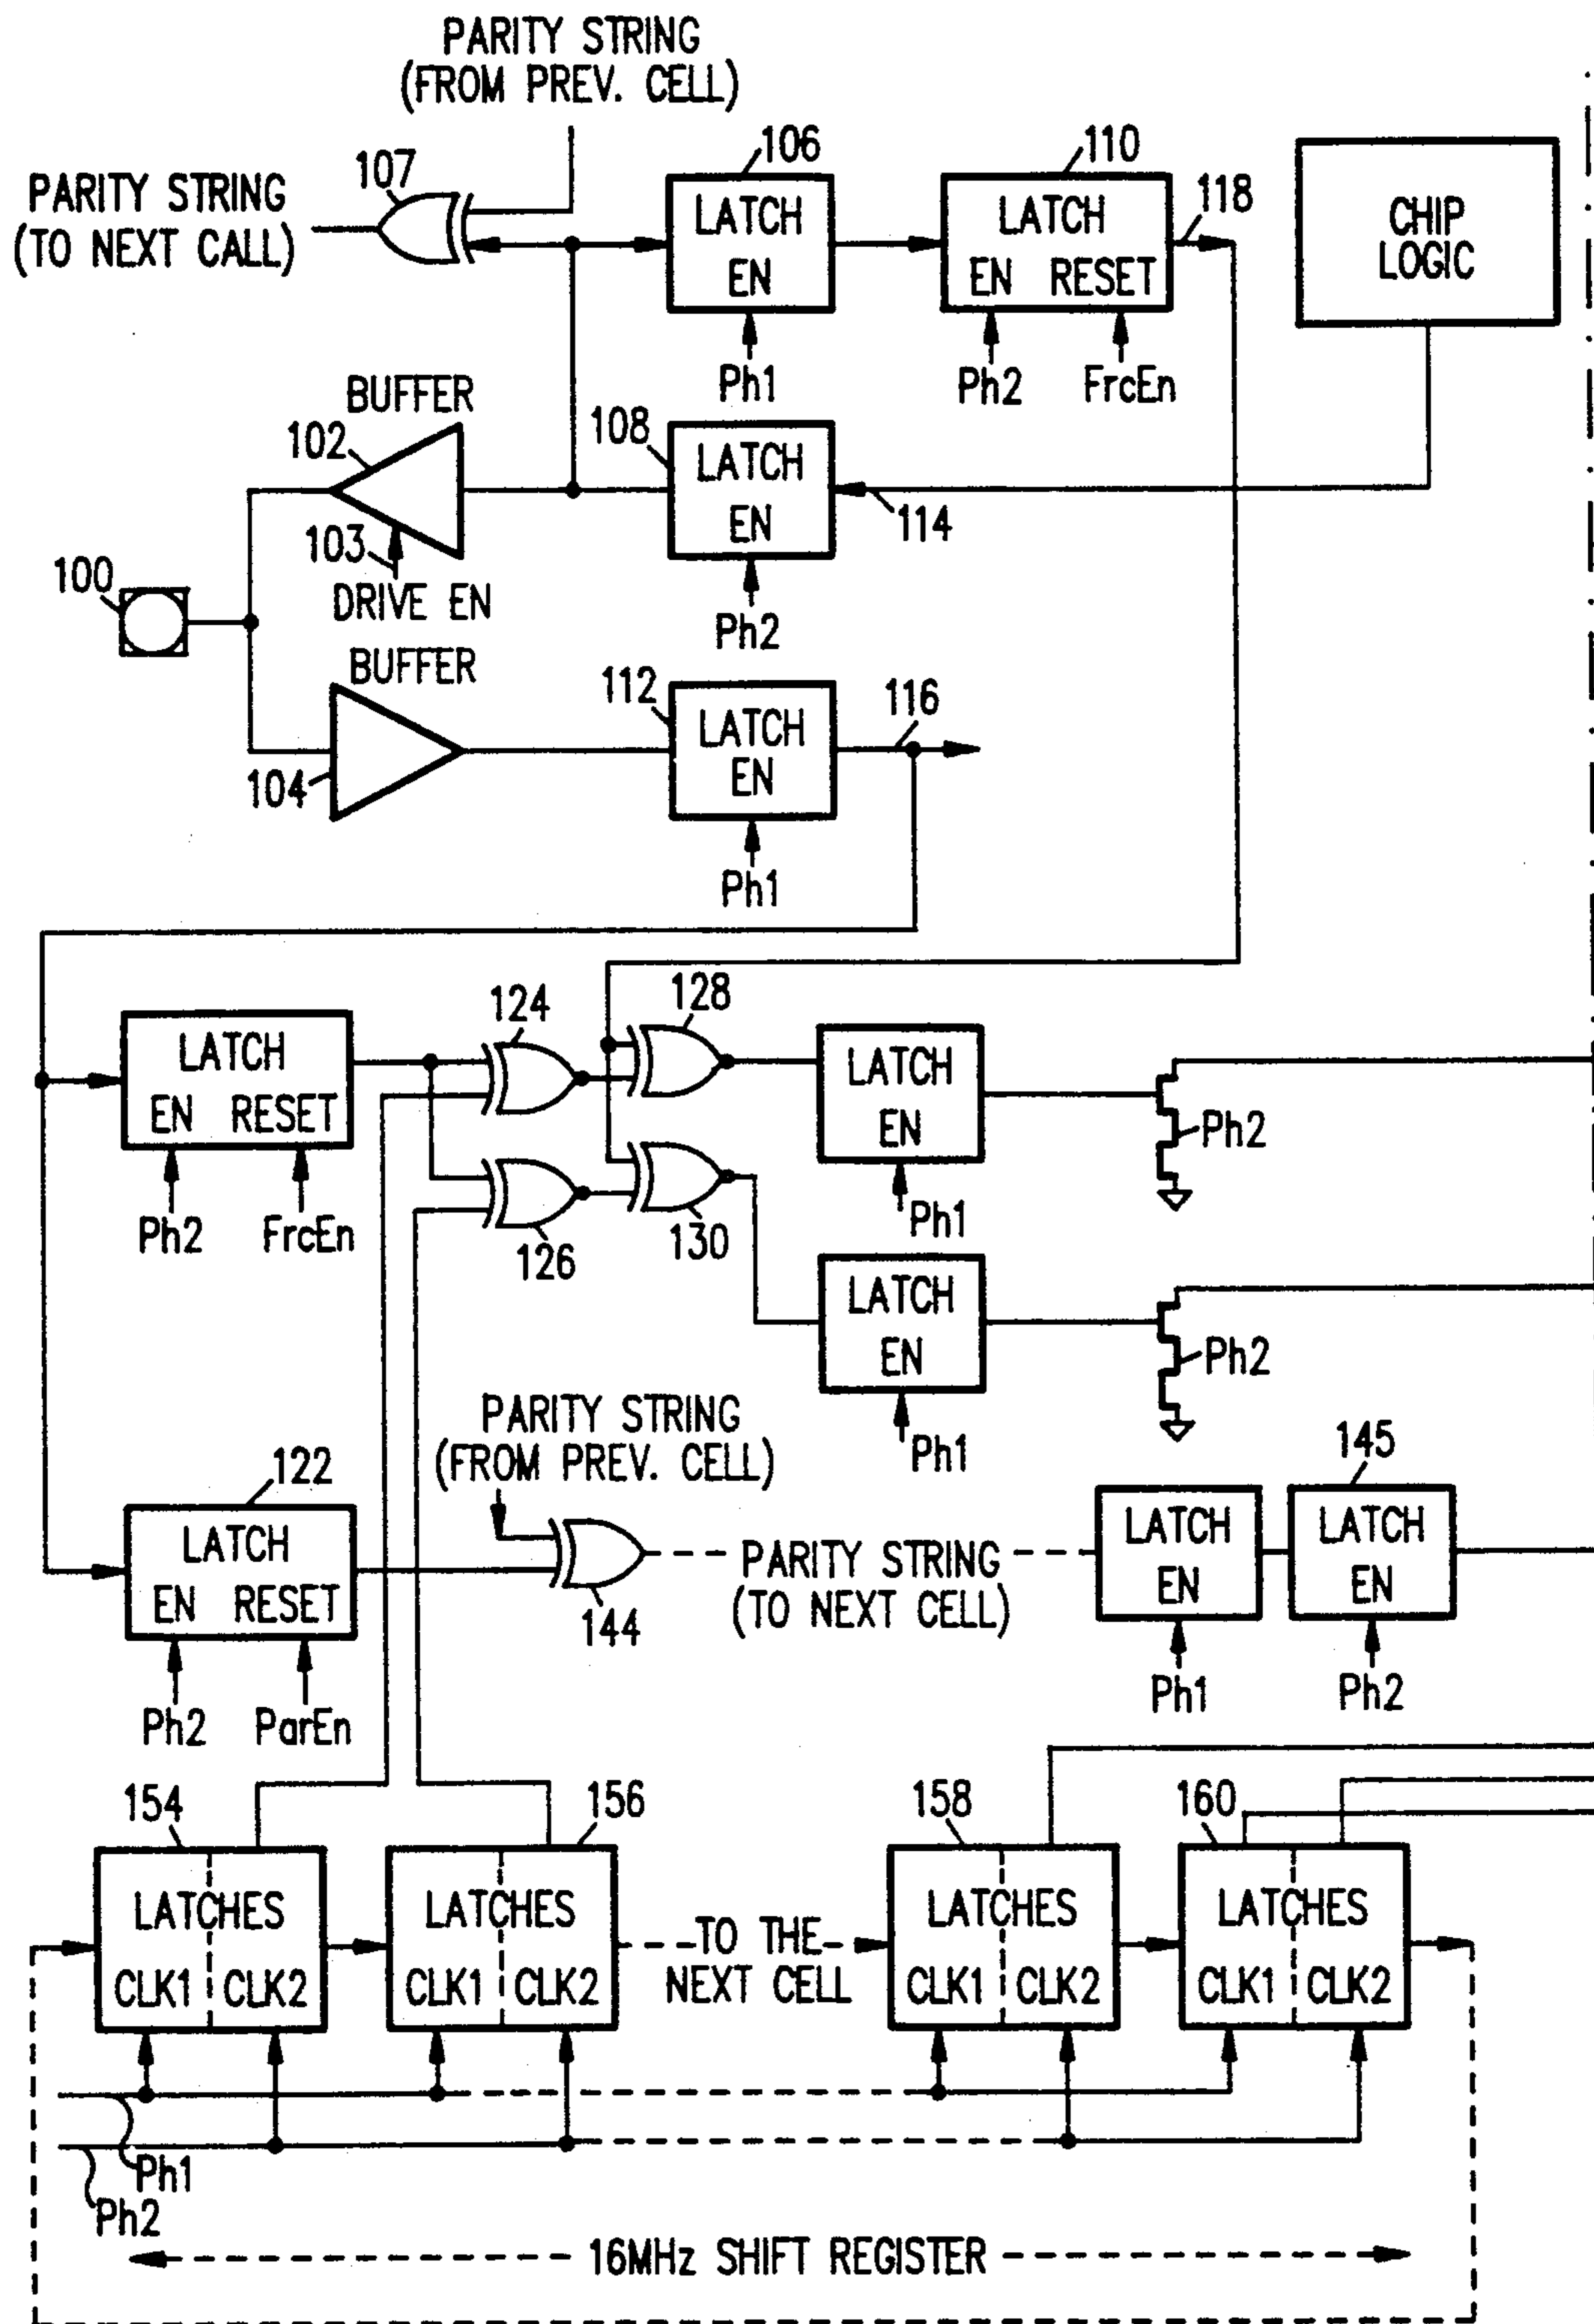 PARITY STRING
(FROM PREV. CELL)
107
PARITY STRING
(TO NEXT CALL)
106
LATCH
EN
Ph1
110
LATCH
EN RESET
Ph2
FrcEn
118
CHIP
LOGIC
BUFFER
102
103
DRIVE EN
108
LATCH
EN
Ph2
114
100
BUFFER
104
112
LATCH
EN
Ph1
116
LATCH
EN RESET
Ph2
FrcEn
124
126
128
130
LATCH
EN
Ph1
Ph2
LATCH
EN
Ph1
Ph2
122
LATCH
EN RESET
Ph2
ParEn
PARITY STRING
(FROM PREV. CELL)
144
PARITY STRING
(TO NEXT CELL)
LATCH
EN
Ph1
145
LATCH
EN
Ph2
154
LATCHES
CLK1 CLK2
156
LATCHES
CLK1 CLK2
TO THE
NEXT CELL
158
LATCHES
CLK1 CLK2
160
LATCHES
CLK1 CLK2
Ph1
Ph2
16MHz SHIFT REGISTER